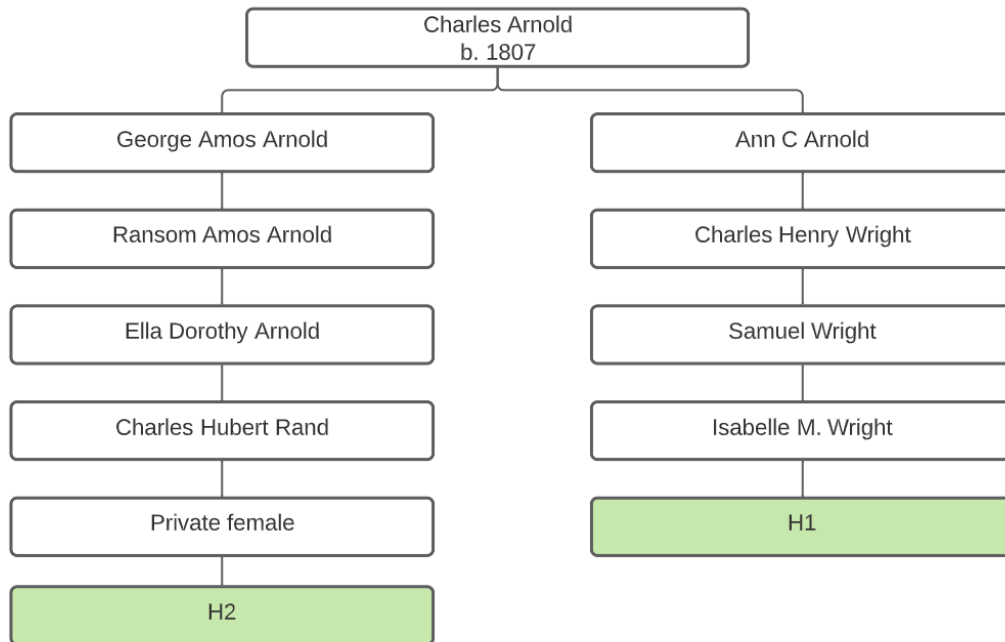 Charles Arnold
b. 1807
George Amos Arnold
Ann C Arnold
Ransom Amos Arnold
Charles Henry Wright
Ella Dorothy Arnold
Samuel Wright
Charles Hubert Rand
Isabelle M. Wright
Private female
H1
H2